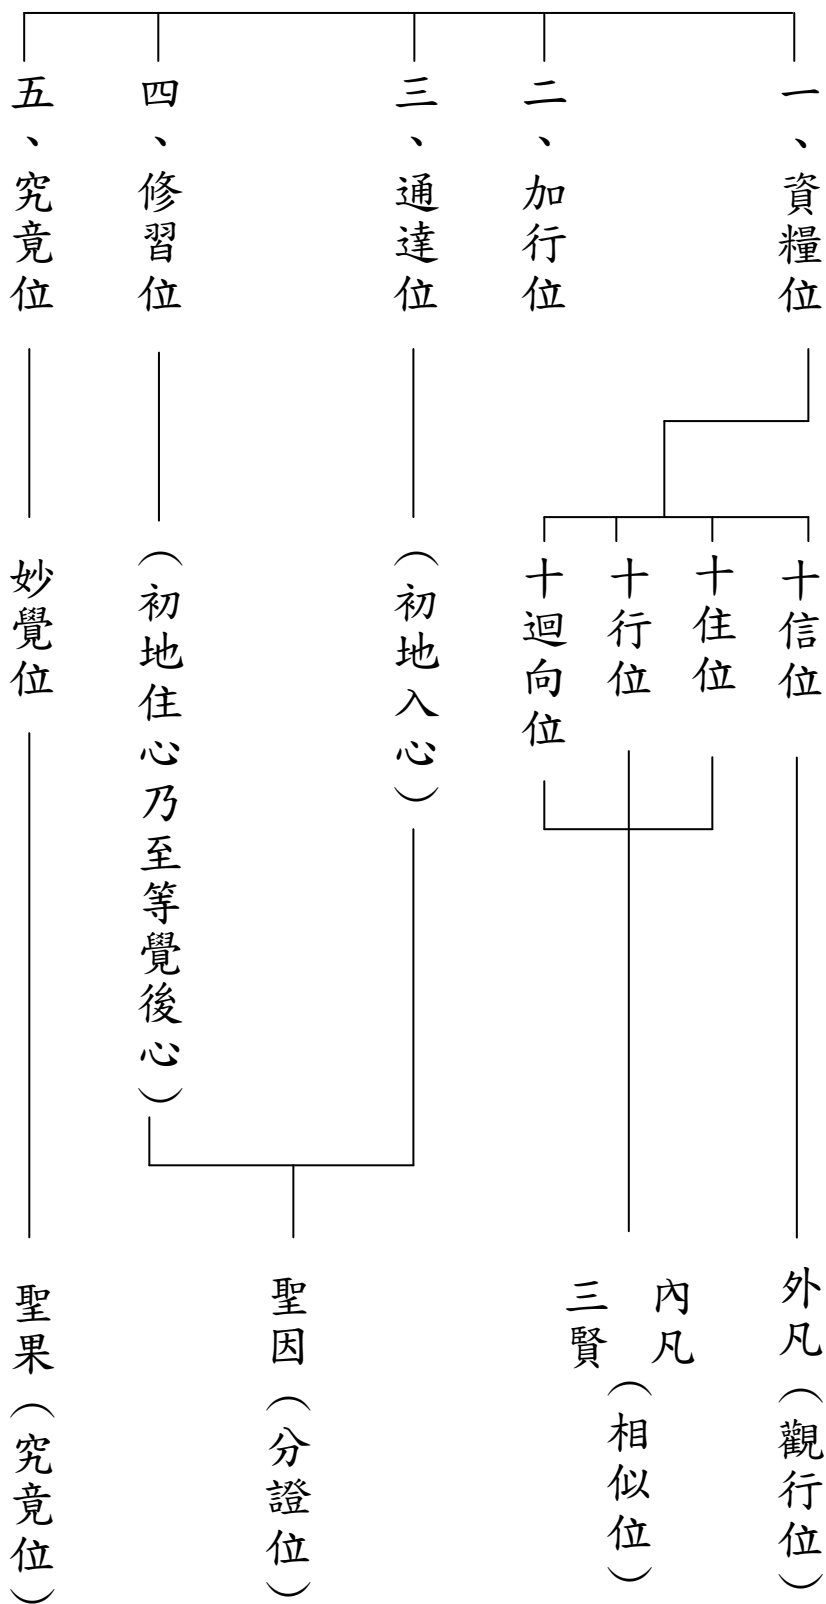 一、資糧位
十信位
外凡（觀行位）
十住位
十行位
十迴向位
內凡
三賢
（相似位）
二、加行位
三、通達位
（初地入心）
四、修習位
（初地住心乃至等覺後心）
聖因（分證位）
五、究竟位
妙覺位
聖果（究竟位）